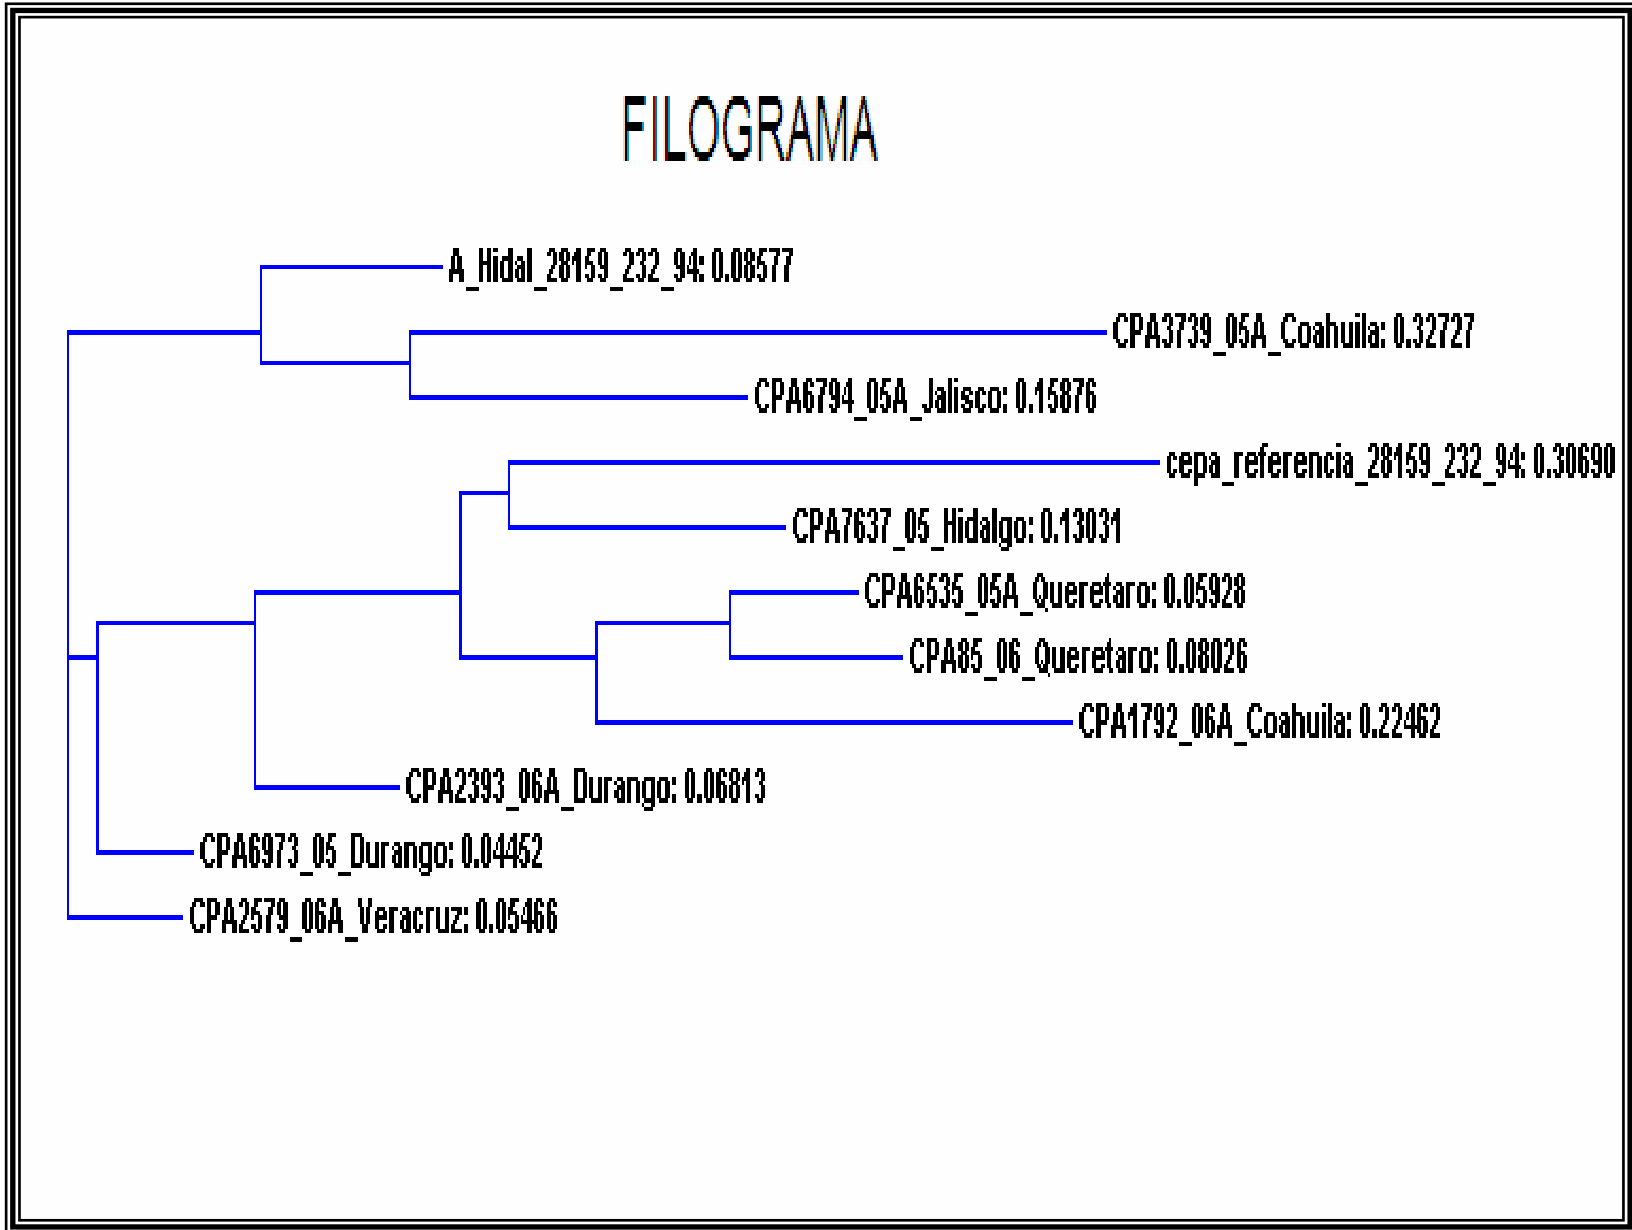 FILOGRAMA
A_Hidal_28159_232_94: 0.08577
CPA3739_05A_Coahuila: 0.32727
CPA6794_05A_Jalisco: 0.15876
cepa_referencia_28159_232_94: 0.30690
CPA7637_05_Hidalgo: 0.13031
CPA6535_05A_Queretaro: 0.05928
CPA85_06_Queretaro: 0.08026
CPA1792_06A_Coahuila: 0.22462
CPA2393_06A_Durango: 0.06813
CPA6973_05_Durango: 0.04452
CPA2579_06A_Veracruz: 0.05466